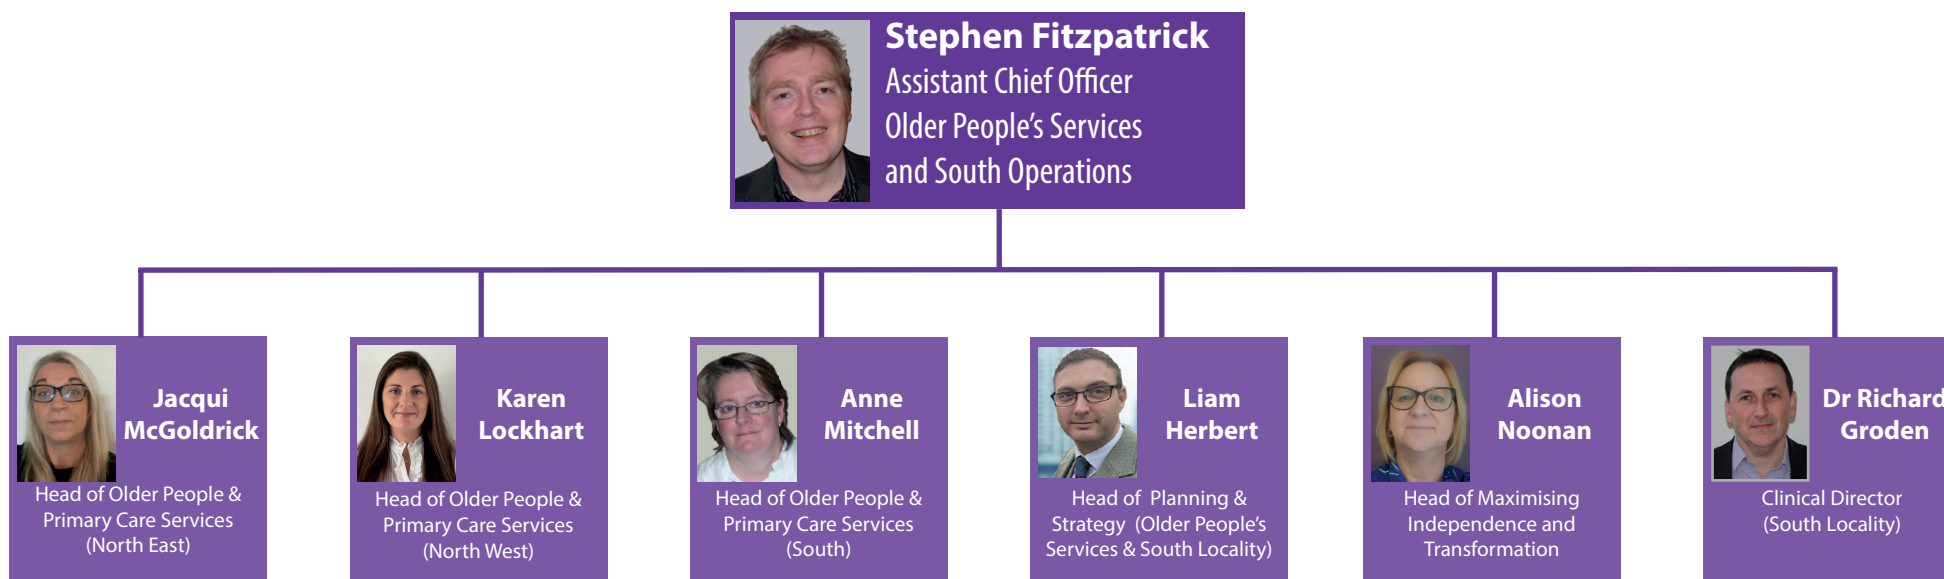 Stephen Fitzpatrick
Assistant Chief Officer
Older People’s Services
and South Operations
Jacqui
McGoldrick
Head of Older People &
Primary Care Services
(North East)
Karen
Lockhart
Head of Older People &
Primary Care Services
(North West)
Anne
Mitchell
Head of Older People &
Primary Care Services
(South)
Liam
Herbert
Head of Planning &
Strategy (Older People’s
Services & South Locality)
Alison
Noonan
Head of Maximising
Independence and
Transformation
Dr Richard
Groden
Clinical Director
(South Locality)